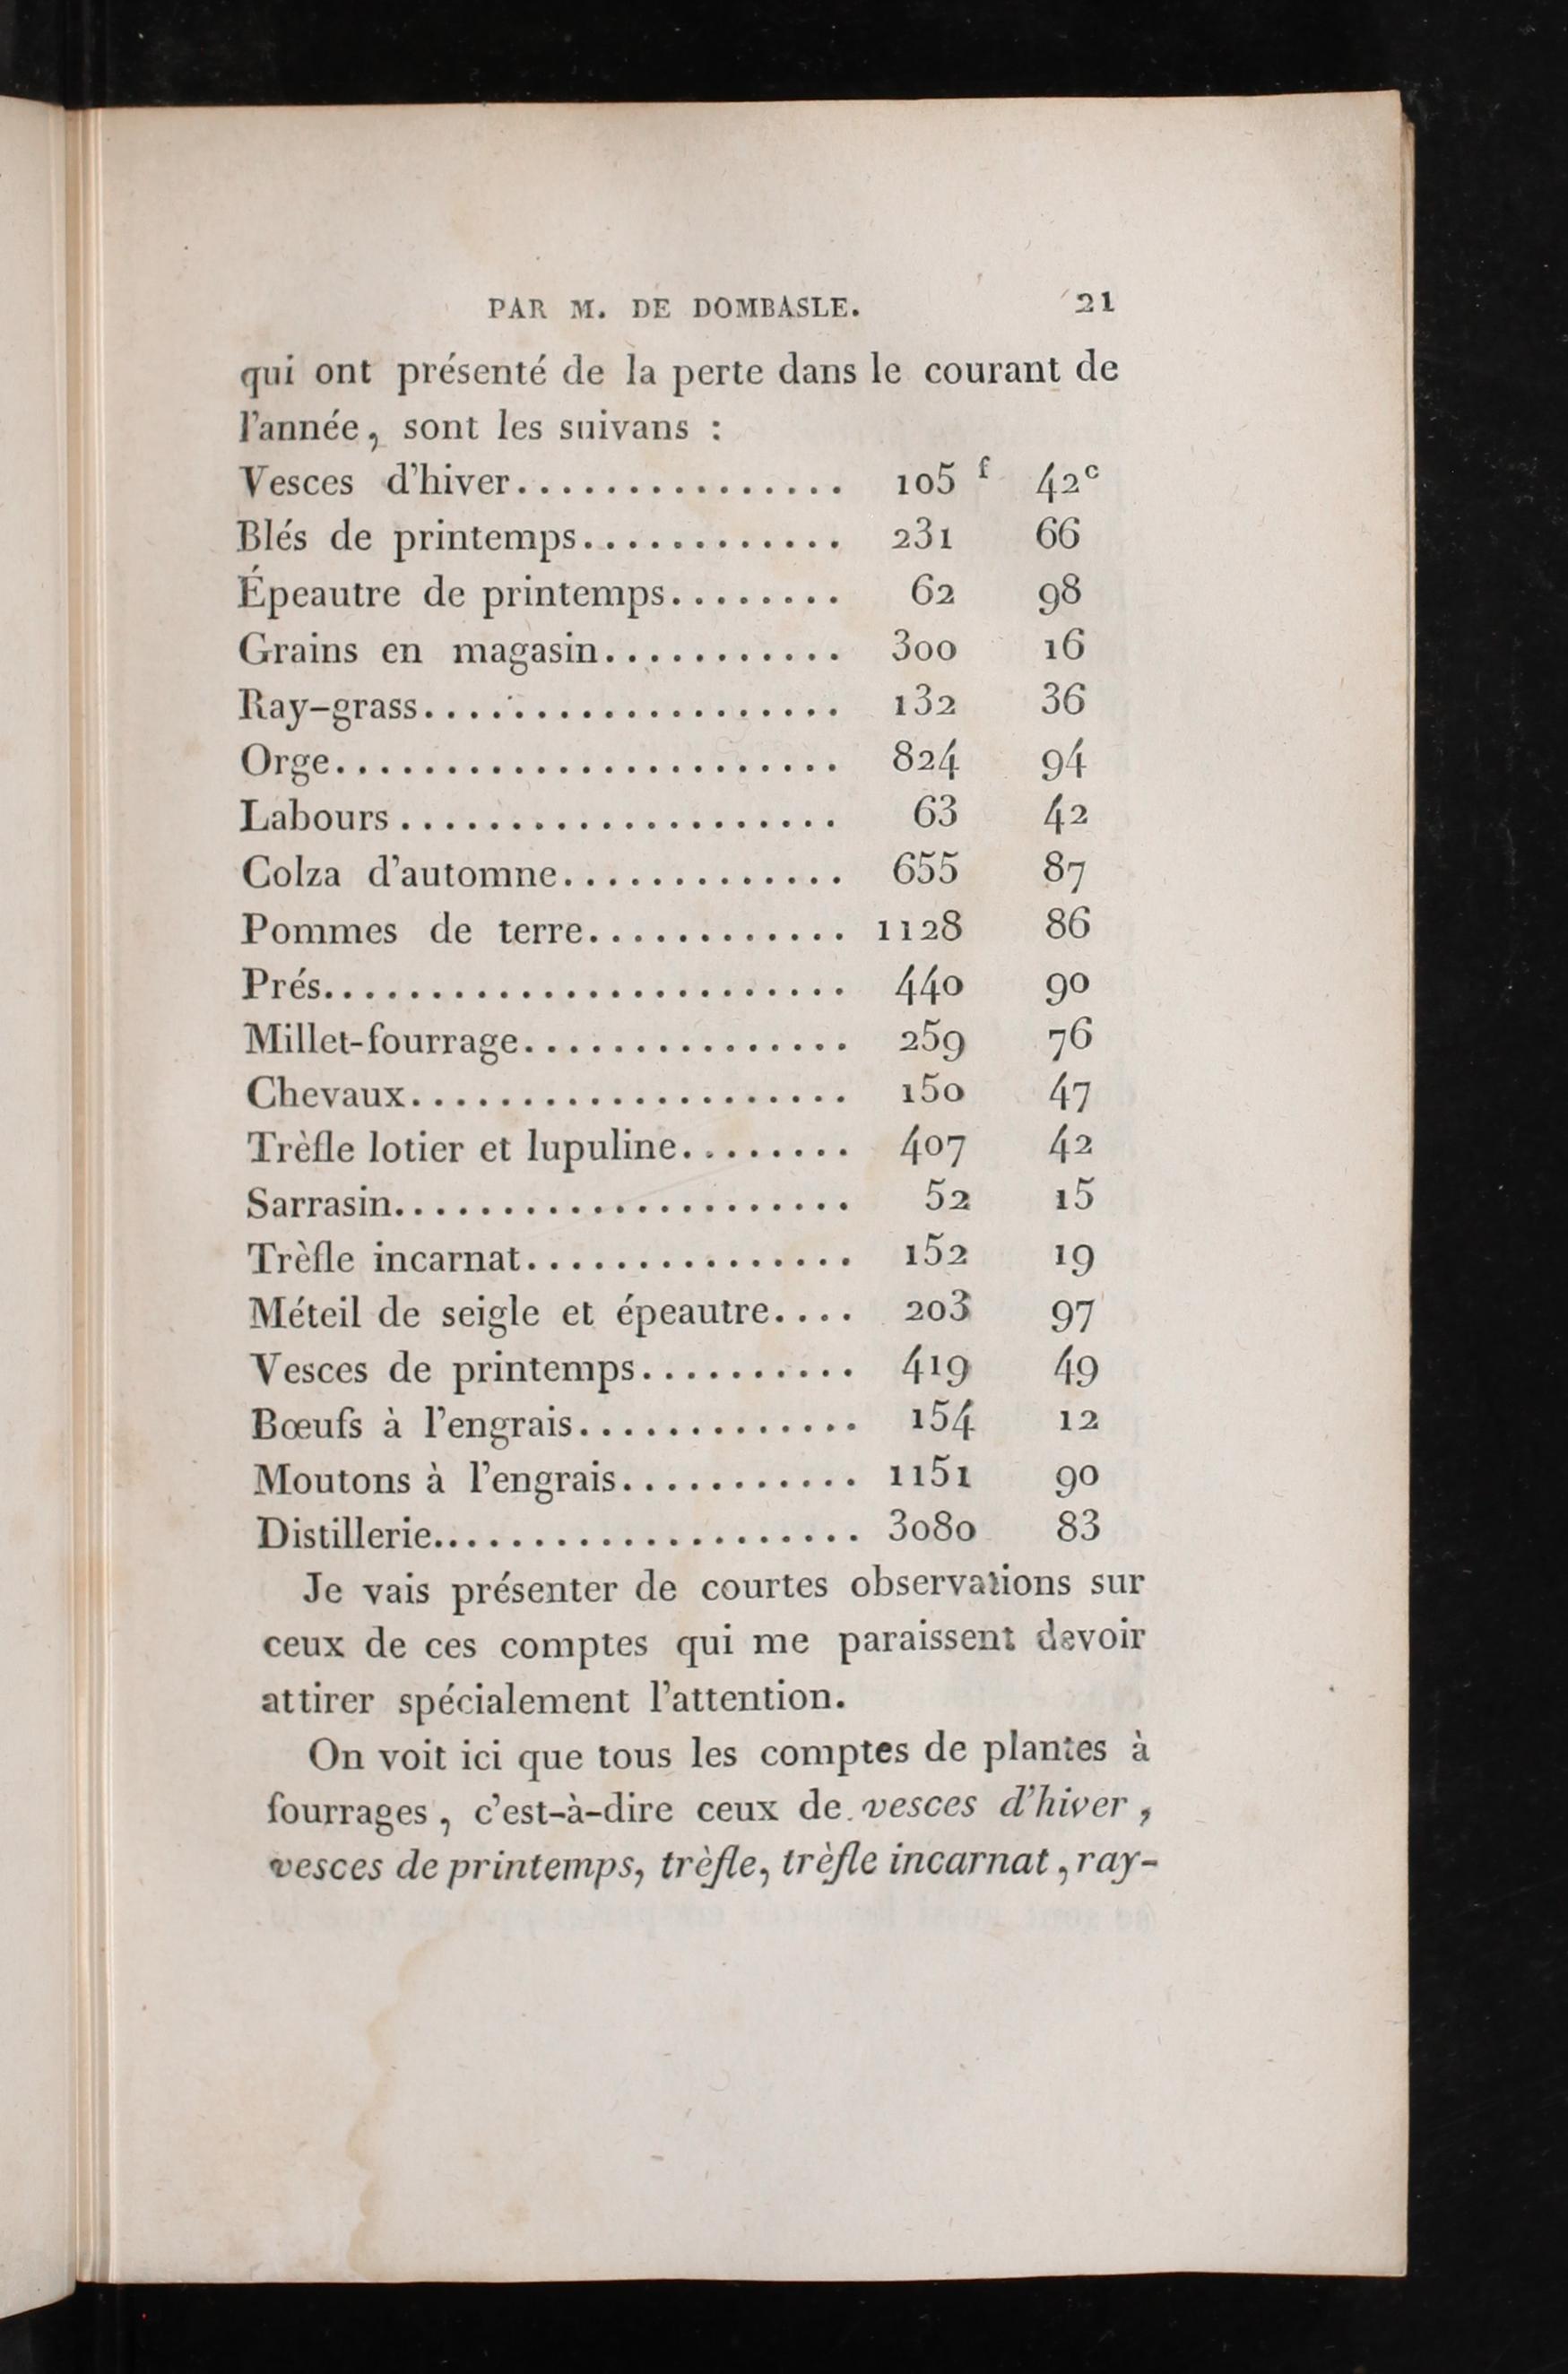 PAR M. DE DOMBASLE. 21
qui ont présenté de la perte dans le courant de
l'année, sont les suivans :
Vesces d'hiver............... 105 f 42c
Blés de printemps............ 231 66
Épeautre de printemps........ 62 98
Grains en magasin........... 300 16
Ray-grass................... 132 36
Orge....................... 824 94
Labours.................... 63 42
Colza d'automne............. 655 87
Pommes de terre............ 1128 86
Prés........................ 440 90
Millet-fourrage............... 259 76
Chevaux.................... 150 47
Trèfle lotier et lupuline........ 407 42
Sarrasin..................... 52 15
Trèfle incarnat............... 152 19
Méteil de seigle et épeautre.... 203 97
Vesces de printemps.......... 419 49
Bœufs à l'engrais............. 154 12
Moutons à l'engrais........... 1151 90
Distillerie.................... 3080 83
Je vais présenter de courtes observations sur
ceux de ces comptes qui me paraissent devoir
attirer spécialement l'attention.
On voit ici que tous les comptes de plantes à
fourrages, c'est-à-dire ceux de vesces d'hiver,
vesces de printemps, trèfle, trèfle incarnat, ray-